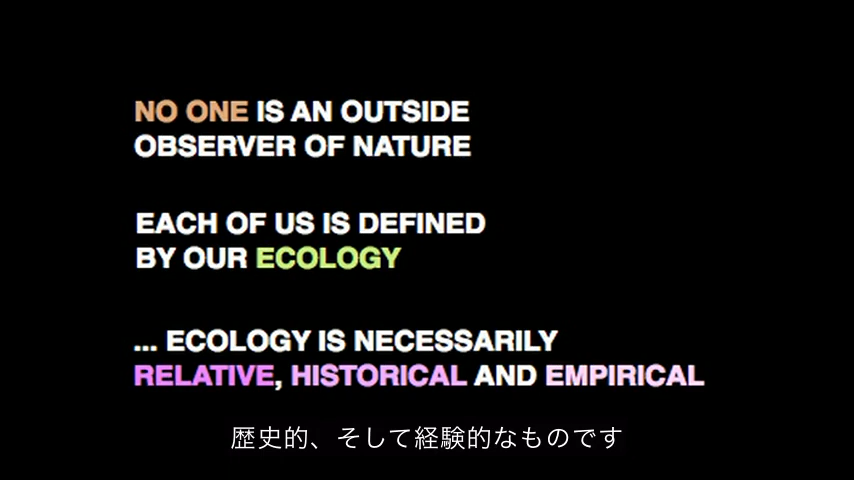 NO ONE IS AN OUTSIDE
OBSERVER OF NATURE
EACH OF US IS DEFINED
BY OUR ECOLOGY
... ECOLOGY IS NECESSARILY
RELATIVE, HISTORICAL AND EMPIRICAL
歴史的、そして経験的なものです